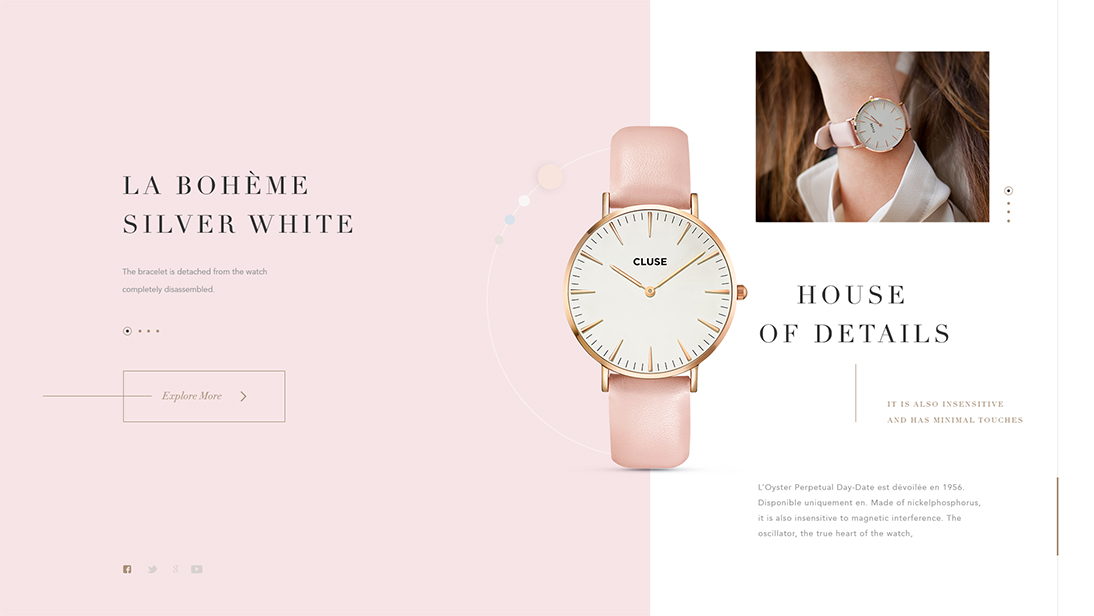 LA BOHÈME
SILVER WHITE
The bracelet is detached from the watch
completely disassembled.
Explore More
CLUSE
HOUSE
OF DETAILS
IT IS ALSO INSENSITIVE
AND HAS MINIMAL TOUCHES
L'Oyster Perpetual Day-Date est dévoilée en 1956.
Disponible uniquement en. Made of nickelphosphorus,
it is also insensitive to magnetic interference. The
oscillator, the true heart of the watch,